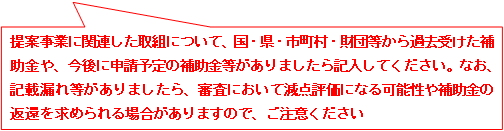 提案事業に関連した取組について、国・県・市町村・財団等から過去受けた補
助金や、今後に申請予定の補助金等がありましたら記入してください。なお、
記載漏れ等がありましたら、審査において減点評価になる可能性や補助金の
返還を求められる場合がありますので、ご注意ください